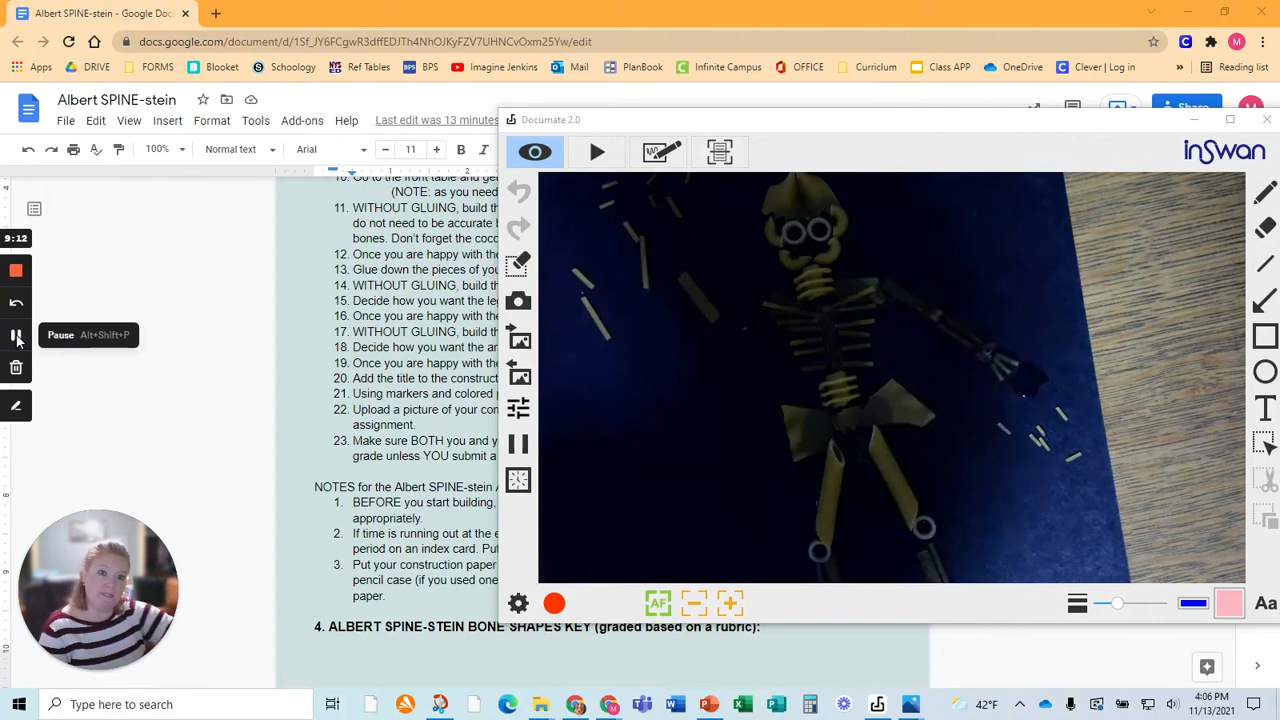 Albert SPINE-stein - Google Docs
docs.google.com/document/d/1Sf_JY6FCgwR3dffEDJTh4NhOJKyFZV7UHNCvOxm25Yw/edit
Apps
DRIVE
FORMS
Blooket
Schoology
Ref Tables
BPS
Imagine Jenkins
Mail
PlanBook
Infinite Campus
OFFICE
Curriclum
Class APP
OneDrive
Clever | Log in
Reading list
Albert SPINE-stein
Share
File Edit View Insert Format Tools Add-ons Help Last edit was 13 minutes
Documate 2.0
inSwan
100%
Normal text
Arial
11
B I
10. Go to the front table and ge
(NOTE: as you need
11. WITHOUT GLUING, build th
do not need to be accurate b
bones. Don't forget the cocc
12. Once you are happy with the
13. Glue down the pieces of you
14. WITHOUT GLUING, build th
15. Decide how you want the leg
16. Once you are happy with the
17. WITHOUT GLUING, build th
18. Decide how you want the ar
19. Once you are happy with the
20. Add the title to the construct
21. Using markers and colored p
22. Upload a picture of your con
assignment.
23. Make sure BOTH you and y
grade unless YOU submit a
NOTES for the Albert SPINE-stein A
1. BEFORE you start building,
appropriately.
2. If time is running out at the e
period on an index card. Put
3. Put your construction paper
pencil case (if you used one
paper.
4. ALBERT SPINE-STEIN BONE SHAPES KEY (graded based on a rubric):
9:12
Pause Alt+Shift+P
AF
Aa
Type here to search
42°F
4:06 PM
11/13/2021